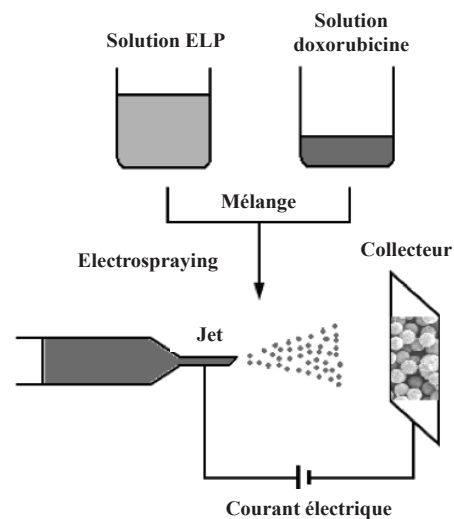 Solution ELP
Solution
doxorubicine
Mélange
Electrospraying
Collecteur
Jet
Courant électrique